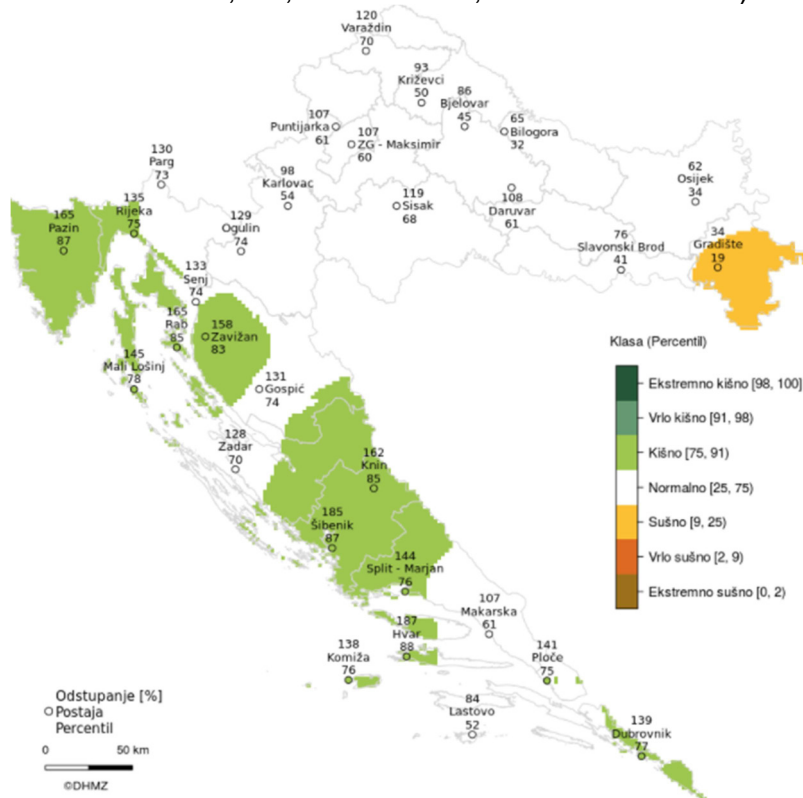 120
Varaždin
70
93
Križevci
50
86
Bjelovar
45
107
Puntijarka
61
107
ZG - Maksimir
60
65
Bilogora
32
130
Parg
73
98
Karlovac
54
119
Sisak
68
108
Daruvar
61
62
Osijek
34
135
Rijeka
75
165
Pazin
87
129
Ogulin
74
76
Slavonski Brod
41
34
Gradište
19
133
Senj
74
165
Rab
85
158
Zavižan
83
145
Mali Lošinj
78
131
Gospić
74
128
Zadar
70
162
Knin
85
185
Šibenik
87
144
Split - Marjan
76
107
Makarska
61
187
Hvar
88
138
Komiža
76
141
Ploče
75
84
Lastovo
52
139
Dubrovnik
77
Klasa (Percentil)
Ekstremno kišno [98, 100]
Vrlo kišno [91, 98)
Kišno [75, 91)
Normalno [25, 75)
Sušno [9, 25)
Vrlo sušno [2, 9)
Ekstremno sušno [0, 2)
Odstupanje [%]
Postaja
Percentil
0 50 km
©DHMZ